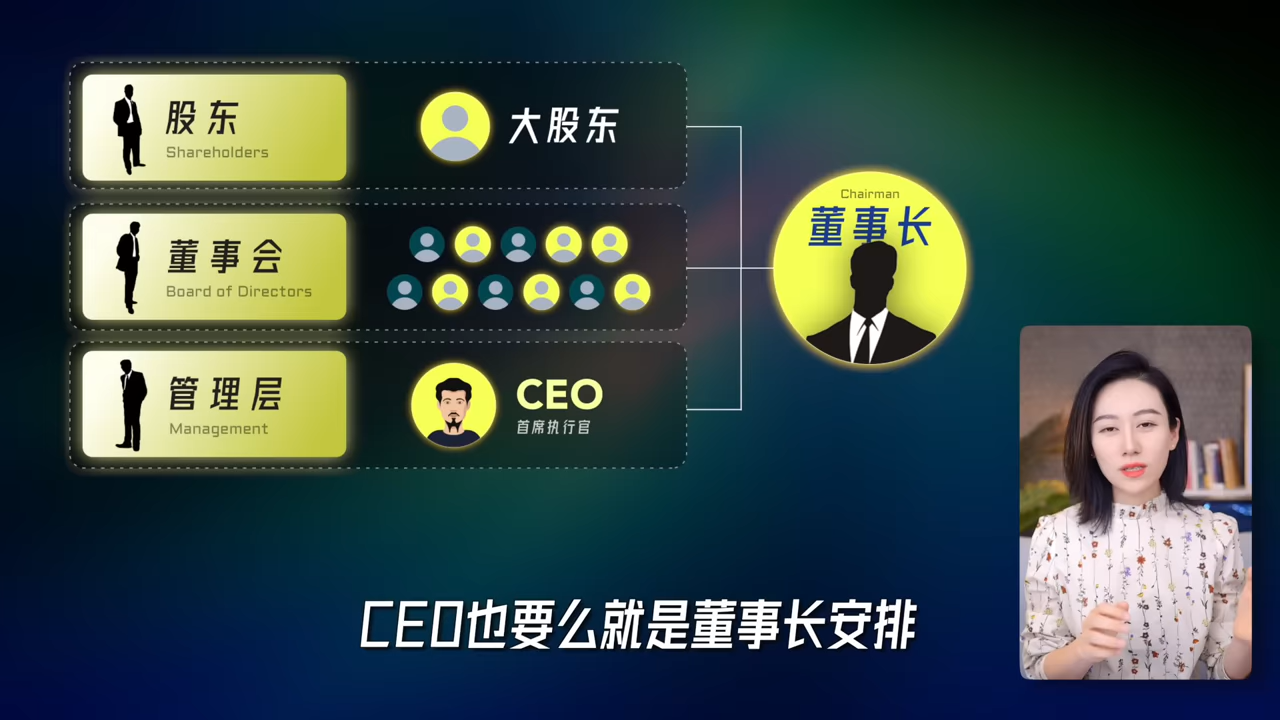 股东
Shareholders
大股东
董事会
Board of Directors
管理层
Management
CEO
首席执行官
Chairman
董事长
CEO也要么就是董事长安排